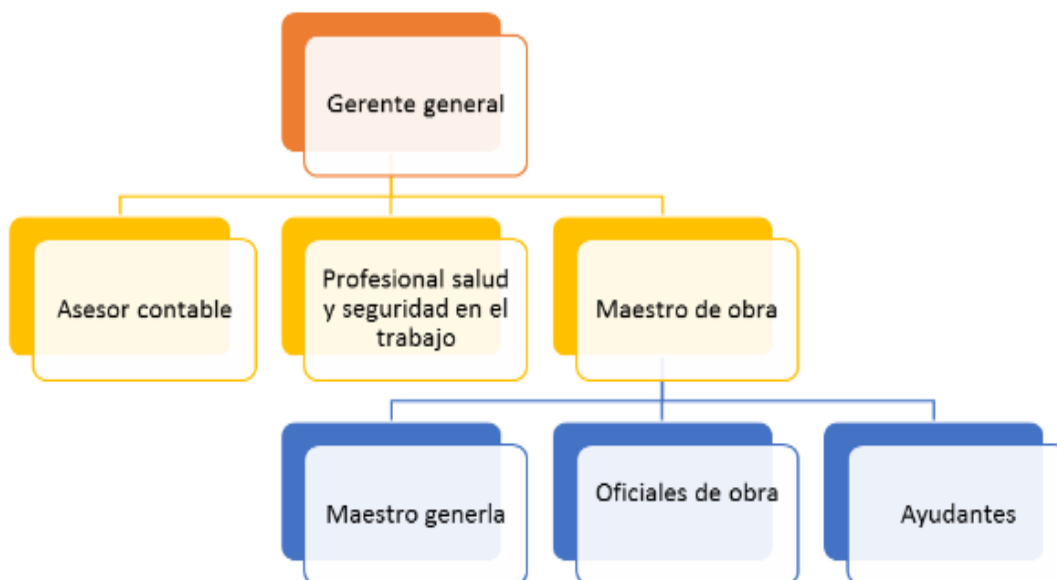 Gerente general
Asesor contable
Profesional salud
y seguridad en el
trabajo
Maestro de obra
Maestro generla
Oficiales de obra
Ayudantes